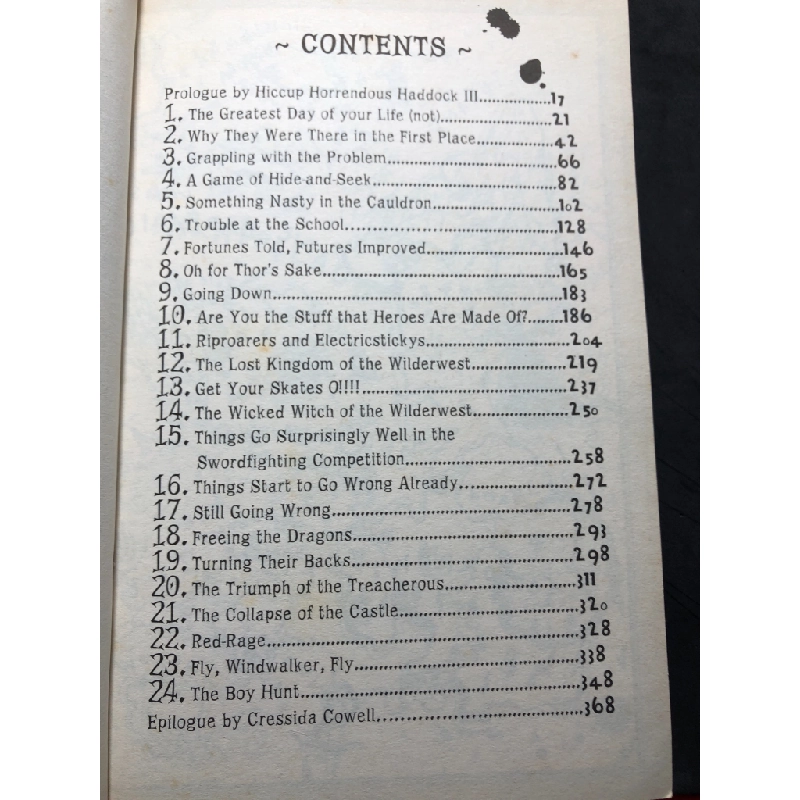 ~ CONTENTS ~
Prologue by Hiccup Horrendous Haddock III..................17
1. The Greatest Day of your Life (not)............................21
2. Why They Were There in the First Place...................42
3. Grappling with the Problem..........................................66
4. A Game of Hide-and-Seek.............................................82
5. Something Nasty in the Cauldron...............................102
6. Trouble at the School....................................................128
7. Fortunes Told, Futures Improved.................................146
8. Oh for Thor's Sake..........................................................165
9. Going Down......................................................................183
10. Are You the Stuff that Heroes Are Made Of?........186
11. Riproarers and Electricstickys....................................204
12. The Lost Kingdom of the Wilderwest.......................219
13. Get Your Skates O!!!!....................................................237
14. The Wicked Witch of the Wilderwest.......................250
15. Things Go Surprisingly Well in the
Swordfighting Competition........................................258
16. Things Start to Go Wrong Already...........................272
17. Still Going Wrong..........................................................278
18. Freeing the Dragons......................................................293
19. Turning Their Backs.....................................................298
20. The Triumph of the Treacherous..............................311
21. The Collapse of the Castle...........................................320
22. Red-Rage.........................................................................328
23. Fly, Windwalker, Fly.....................................................338
24. The Boy Hunt.................................................................348
Epilogue by Cressida Cowell................................................368